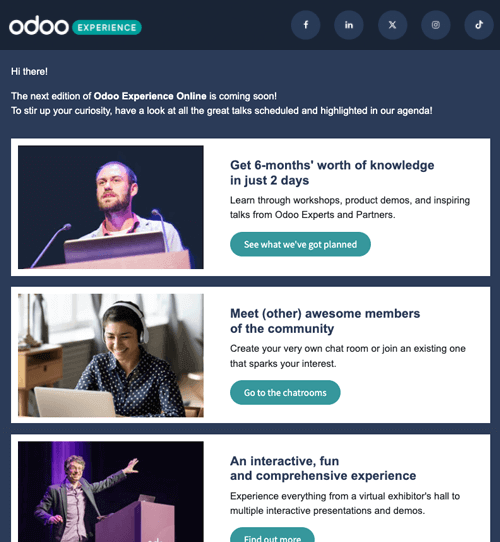 odoo EXPERIENCE
Hi there!
The next edition of Odoo Experience Online is coming soon!
To stir up your curiosity, have a look at all the great talks scheduled and highlighted in our agenda!
Get 6-months' worth of knowledge
in just 2 days
Learn through workshops, product demos, and inspiring
talks from Odoo Experts and Partners.
See what we've got planned
Meet (other) awesome members
of the community
Create your very own chat room or join an existing one
that sparks your interest.
Go to the chatrooms
An interactive, fun
and comprehensive experience
Experience everything from a virtual exhibitor's hall to
multiple interactive presentations and demos.
Find out more